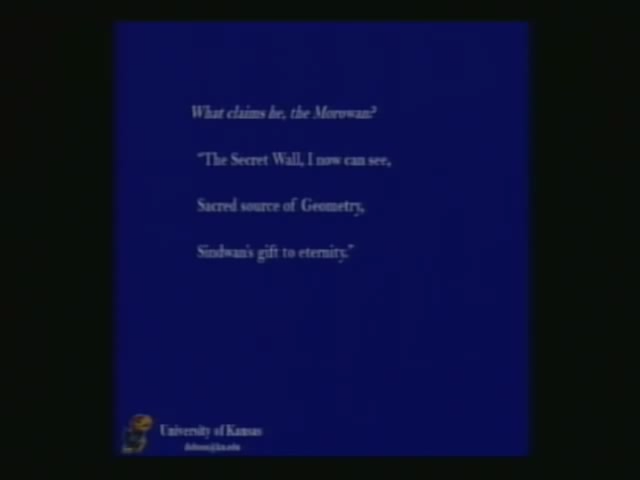 What claims he, the Morowan?
"The Secret Wall, I now can see,
Sacred source of Geometry,
Sindwan's gift to eternity."
University of Kansas